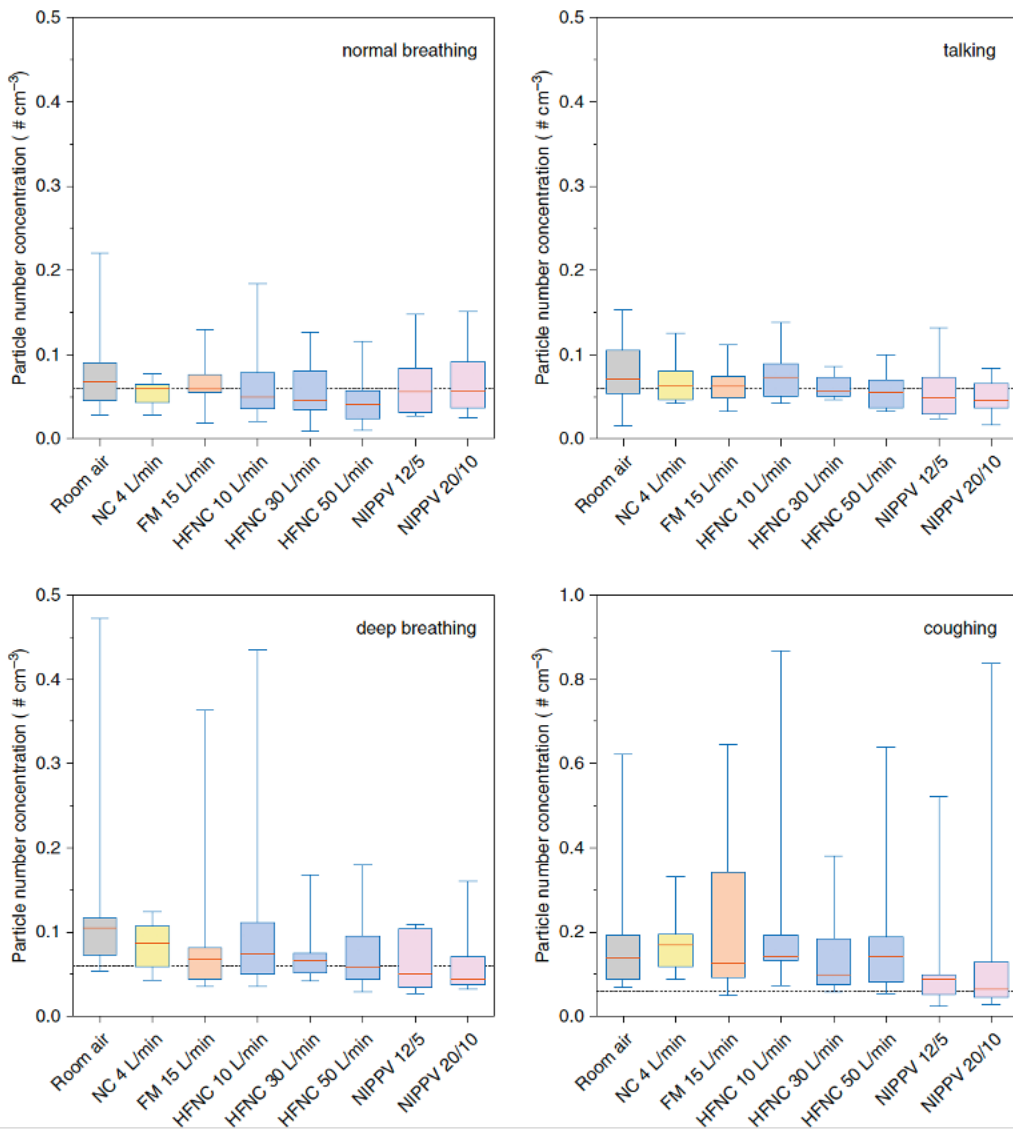 normal breathing
Particle number concentration ( # cm⁻³)
0.5
0.4
0.3
0.2
0.1
0.0
Room air
NC 4 L/min
FM 15 L/min
HFNC 10 L/min
HFNC 30 L/min
HFNC 50 L/min
NIPPV 12/5
NIPPV 20/10
talking
Particle number concentration ( # cm⁻³)
0.5
0.4
0.3
0.2
0.1
0.0
Room air
NC 4 L/min
FM 15 L/min
HFNC 10 L/min
HFNC 30 L/min
HFNC 50 L/min
NIPPV 12/5
NIPPV 20/10
deep breathing
Particle number concentration ( # cm⁻³)
0.5
0.4
0.3
0.2
0.1
0.0
Room air
NC 4 L/min
FM 15 L/min
HFNC 10 L/min
HFNC 30 L/min
HFNC 50 L/min
NIPPV 12/5
NIPPV 20/10
coughing
Particle number concentration ( # cm⁻³)
1.0
0.8
0.6
0.4
0.2
0.0
Room air
NC 4 L/min
FM 15 L/min
HFNC 10 L/min
HFNC 30 L/min
HFNC 50 L/min
NIPPV 12/5
NIPPV 20/10